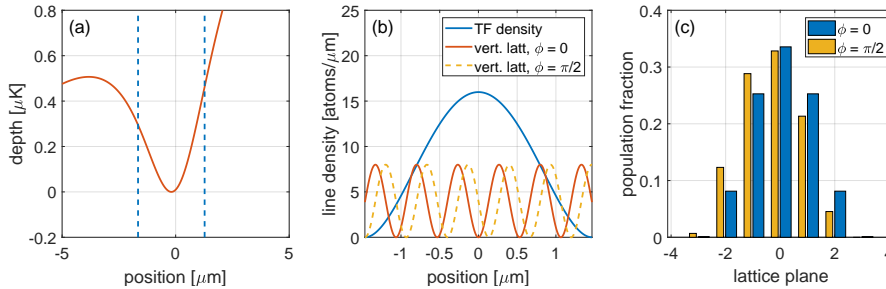 (a)
0.8
0.6
0.4
0.2
0
-0.2
-5
0
5
depth [μK]
position [μm]
(b)
25
20
15
10
5
0
-1
-0.5
0
0.5
1
line density [atoms/μm]
position [μm]
TF density
vert. latt, ϕ = 0
vert. latt, ϕ = π/2
(c)
0.4
0.3
0.2
0.1
0
-4
-2
0
2
4
population fraction
lattice plane
ϕ = 0
ϕ = π/2